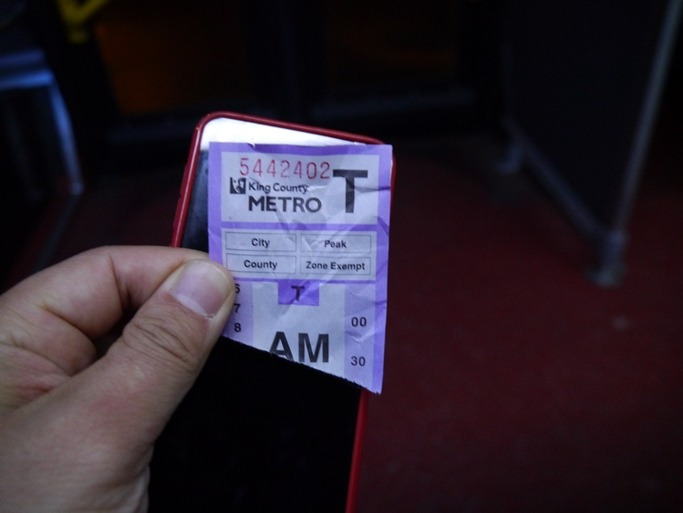 5442402
T
King County
METRO
City Peak
County Zone Exempt
T
7
8 00
AM
30